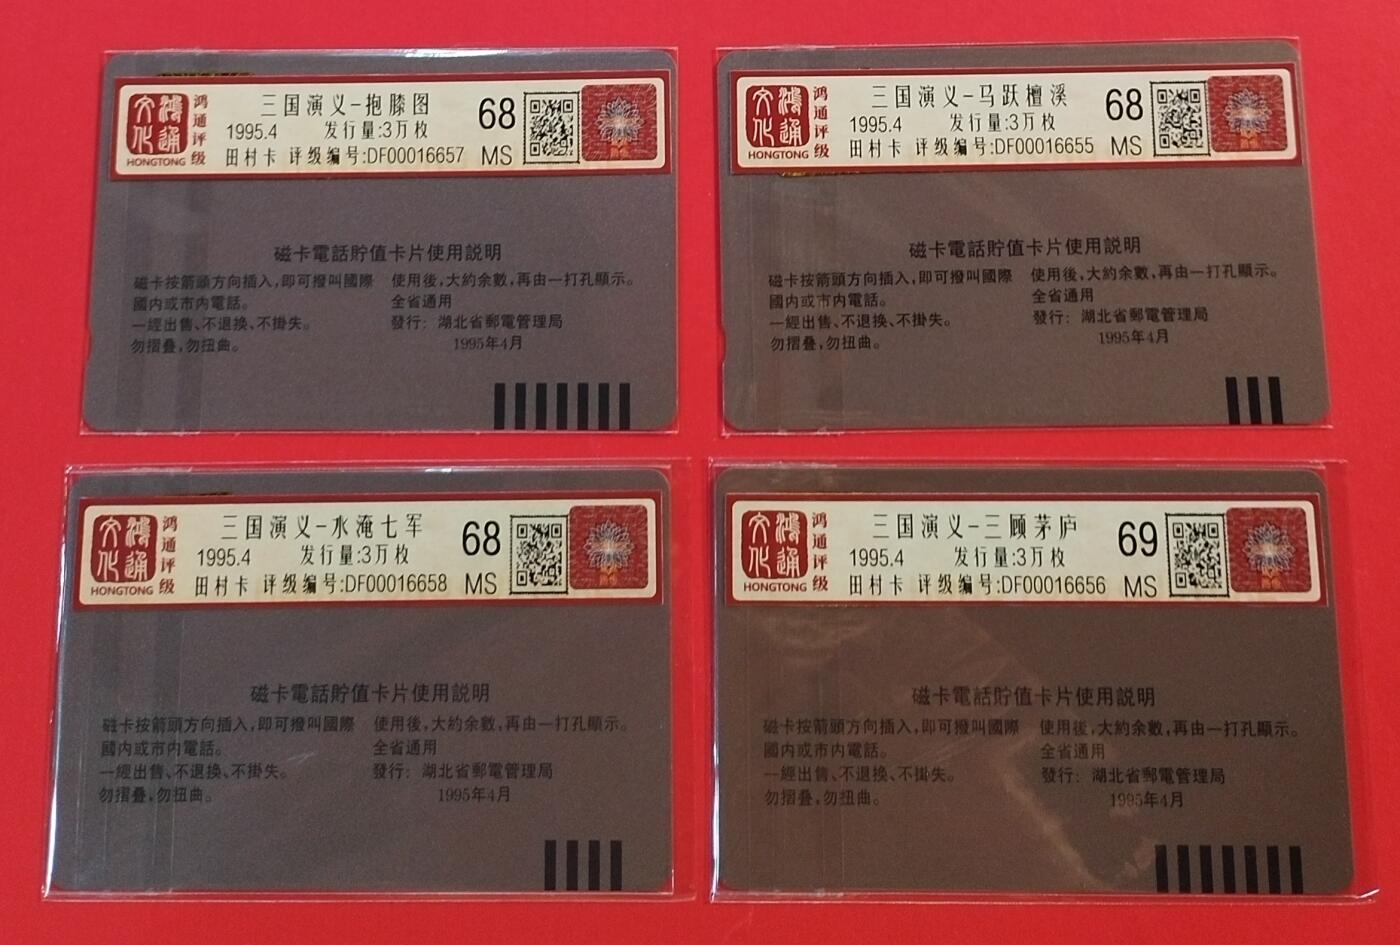 鸿通文化
HONGTONG
鸿通评级
三国演义-抱膝图
1995.4 发行量:3万枚
田村卡 评级编号:DF00016657
68
MS
磁卡電話貯值卡片使用説明
磁卡按箭頭方向插入,即可撥叫國際
國内或市内電話。
一經出售、不退換、不掛失。
勿摺叠,勿扭曲。
使用後,大約余數,再由一打孔顯示。
全省通用
發行: 湖北省郵電管理局
1995年4月
鸿通文化
HONGTONG
鸿通评级
三国演义-马跃檀溪
1995.4 发行量:3万枚
田村卡 评级编号:DF00016655
68
MS
磁卡電話貯值卡片使用説明
磁卡按箭頭方向插入,即可撥叫國際
國内或市内電話。
一經出售、不退換、不掛失。
勿摺叠,勿扭曲。
使用後,大約余數,再由一打孔顯示。
全省通用
發行: 湖北省郵電管理局
1995年4月
鸿通文化
HONGTONG
鸿通评级
三国演义-水淹七军
1995.4 发行量:3万枚
田村卡 评级编号:DF00016658
68
MS
磁卡電話貯值卡片使用説明
磁卡按箭頭方向插入,即可撥叫國際
國内或市内電話。
一經出售、不退換、不掛失。
勿摺叠,勿扭曲。
使用後,大約余數,再由一打孔顯示。
全省通用
發行: 湖北省郵電管理局
1995年4月
鸿通文化
HONGTONG
鸿通评级
三国演义-三顾茅庐
1995.4 发行量:3万枚
田村卡 评级编号:DF00016656
69
MS
磁卡電話貯值卡片使用説明
磁卡按箭頭方向插入,即可撥叫國際
國内或市内電話。
一經出售、不退換、不掛失。
勿摺叠,勿扭曲。
使用後,大約余數,再由一打孔顯示。
全省通用
發行: 湖北省郵電管理局
1995年4月